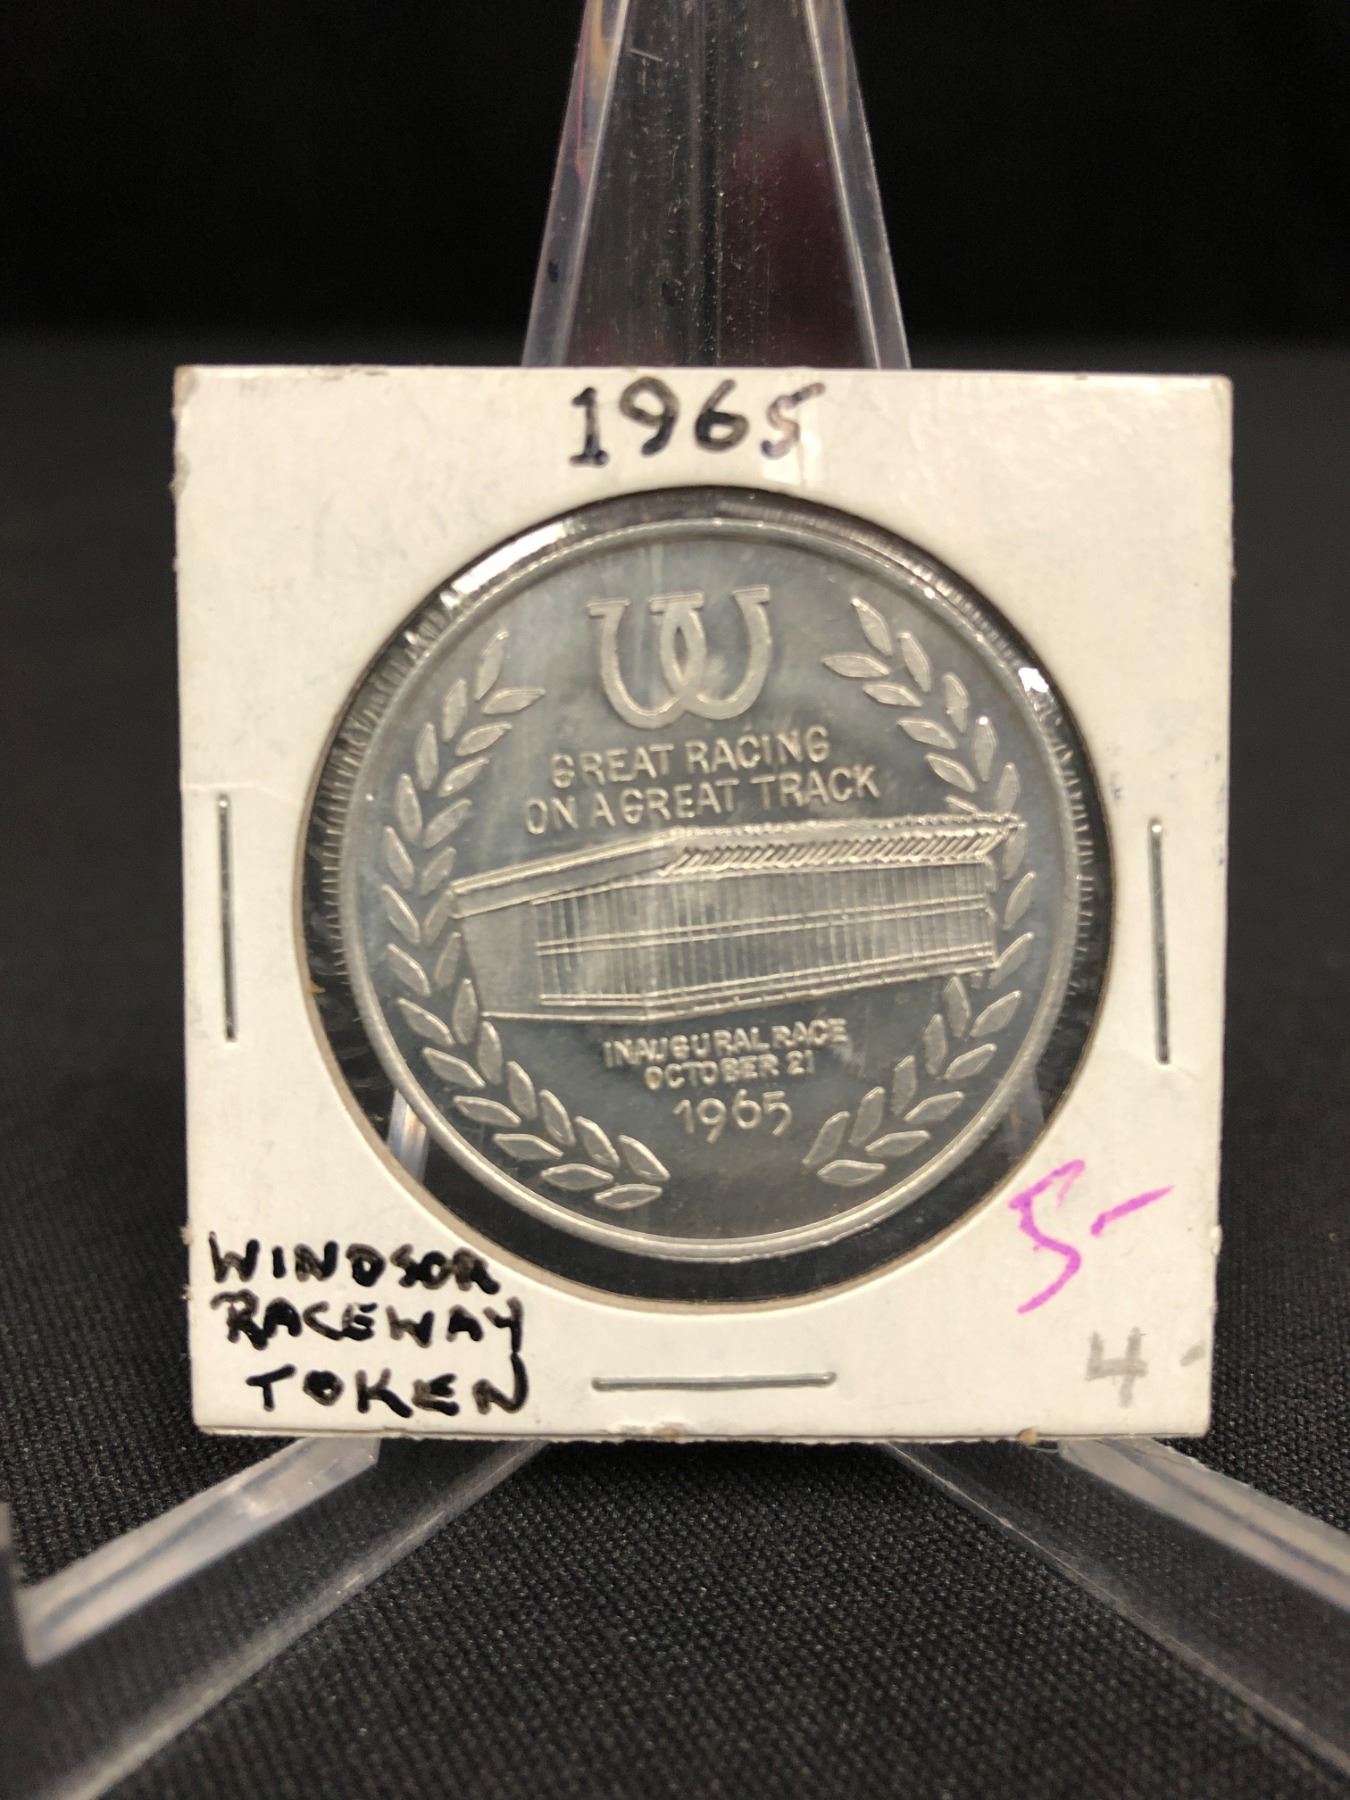 1965
W
GREAT RACING
ON A GREAT TRACK
INAUGURAL RACE
OCTOBER 21
1965
5-
WINDSOR
RACEWAY
TOKEN
4